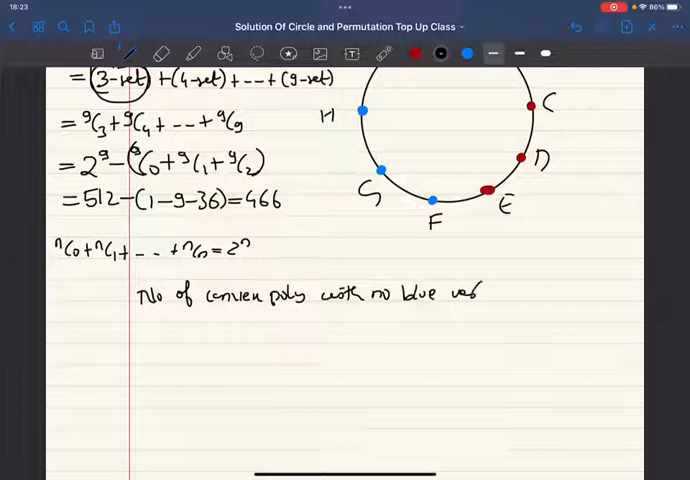 18:23
86%
Solution Of Circle and Permutation Top Up Class
= (3-set) +(4-set) + --- + (9-set)
= ⁹C₃+⁹C₄ + --- + ⁹C₉
= 2⁹ - (⁹C₀+⁹C₁+⁹C₂)
= 512 - (1-9-36) = 466
ⁿC₀+ⁿC₁+ -- .. +ⁿCₙ = 2ⁿ
No of convex poly with no blue ver
H
C
D
G
E
F